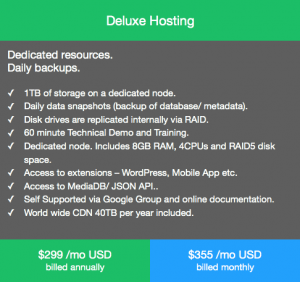 Deluxe Hosting
Dedicated resources.
Daily backups.
✓ 1TB of storage on a dedicated node.
✓ Daily data snapshots (backup of database/ metadata).
✓ Disk drives are replicated internally via RAID.
✓ 60 minute Technical Demo and Training.
✓ Dedicated node. Includes 8GB RAM, 4CPUs and RAID5 disk
space.
✓ Access to extensions – WordPress, Mobile App etc.
✓ Access to MediaDB/ JSON API..
✓ Self Supported via Google Group and online documentation.
✓ World wide CDN 40TB per year included.
$299 /mo USD
billed annually
$355 /mo USD
billed monthly